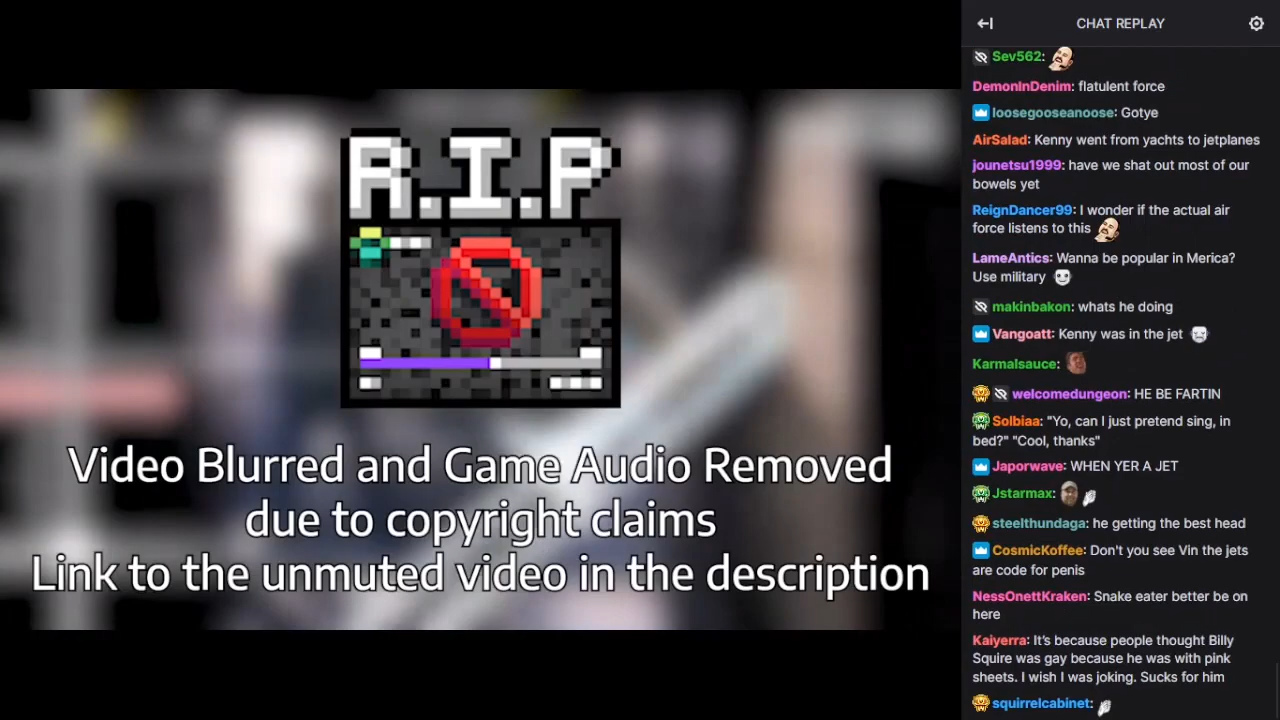 R.I.P
Video Blurred and Game Audio Removed
due to copyright claims
Link to the unmuted video in the description
CHAT REPLAY
Sev562:
DemonInDenim: flatulent force
loosegooseanoose: Gotye
AirSalad: Kenny went from yachts to jetplanes
jounetsu1999: have we shat out most of our
bowels yet
ReignDancer99: I wonder if the actual air
force listens to this
LameAntics: Wanna be popular in Merica?
Use military
makinbakon: whats he doing
Vangoatt: Kenny was in the jet
Karmalsauce:
welcomedungeon: HE BE FARTIN
Solbiaa: "Yo, can I just pretend sing, in
bed?" "Cool, thanks"
Japorwave: WHEN YER A JET
Jstarmax:
steelthundaga: he getting the best head
CosmicKoffee: Don't you see Vin the jets
are code for penis
NessOnettKraken: Snake eater better be on
here
Kaiyerra: It's because people thought Billy
Squire was gay because he was with pink
sheets. I wish I was joking. Sucks for him
squirrelcabinet: